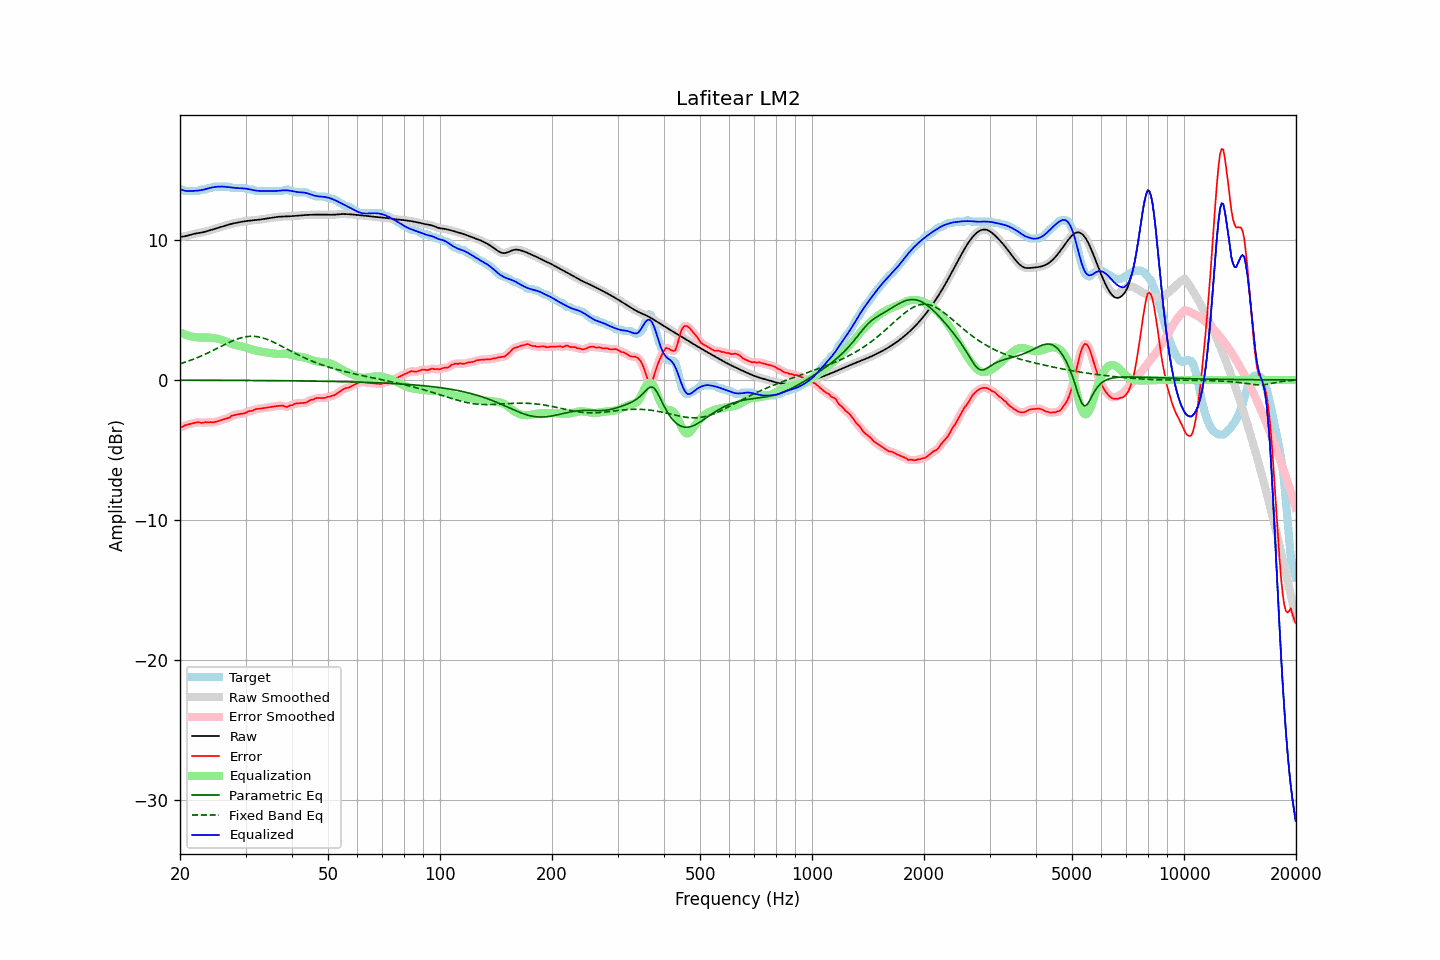 Lafitear LM2
Amplitude (dBr)
10
0
−10
−20
−30
Target
Raw Smoothed
Error Smoothed
Raw
Error
Equalization
Parametric Eq
Fixed Band Eq
Equalized
20 50 100 200 500 1000 2000 5000 10000 20000
Frequency (Hz)